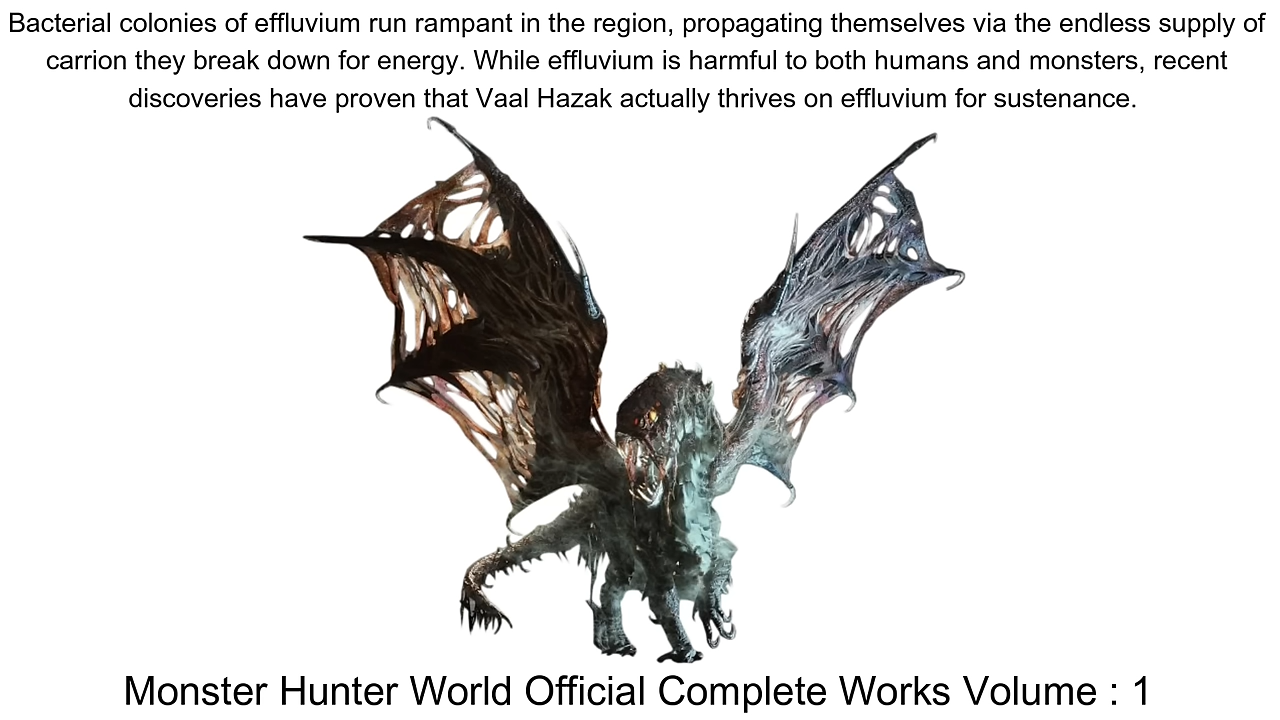 Bacterial colonies of effluvium run rampant in the region, propagating themselves via the endless supply of
carrion they break down for energy. While effluvium is harmful to both humans and monsters, recent
discoveries have proven that Vaal Hazak actually thrives on effluvium for sustenance.
Monster Hunter World Official Complete Works Volume : 1